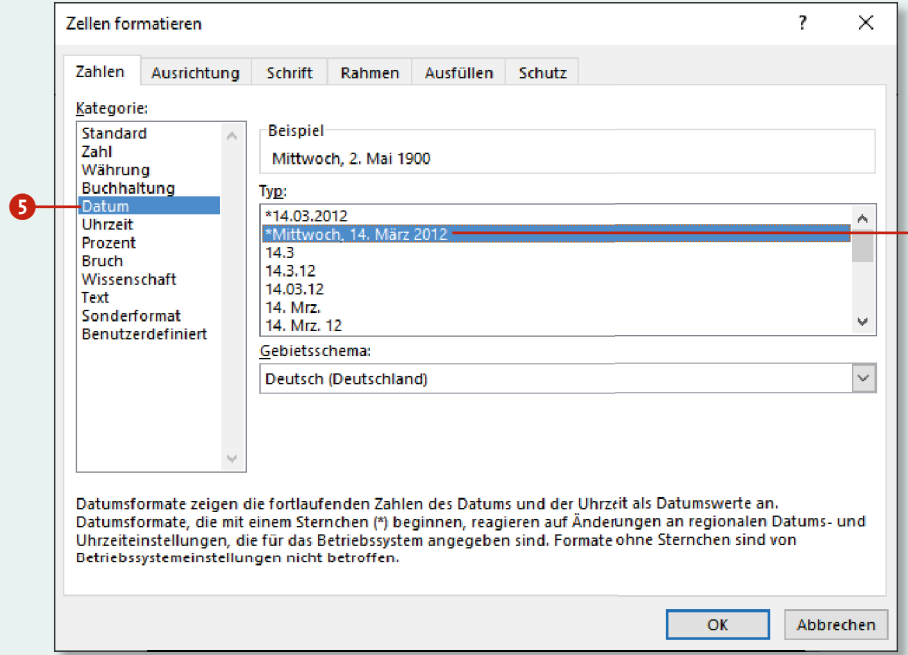 Zellen formatieren
?
Zahlen Ausrichtung Schrift Rahmen Ausfüllen Schutz
Kategorie:
Standard
Zahl
Währung
Buchhaltung
Datum
Uhrzeit
Prozent
Bruch
Wissenschaft
Text
Sonderformat
Benutzerdefiniert
5
Beispiel
Mittwoch, 2. Mai 1900
Typ:
*14.03.2012
*Mittwoch, 14. März 2012
14.3
14.3.12
14.03.12
14. Mrz.
14. Mrz. 12
Gebietsschema:
Deutsch (Deutschland)
Datumsformate zeigen die fortlaufenden Zahlen des Datums und der Uhrzeit als Datumswerte an.
Datumsformate, die mit einem Sternchen (*) beginnen, reagieren auf Änderungen an regionalen Datums- und
Uhrzeiteinstellungen, die für das Betriebssystem angegeben sind. Formate ohne Sternchen sind von
Betriebssystemeinstellungen nicht betroffen.
OK Abbrechen